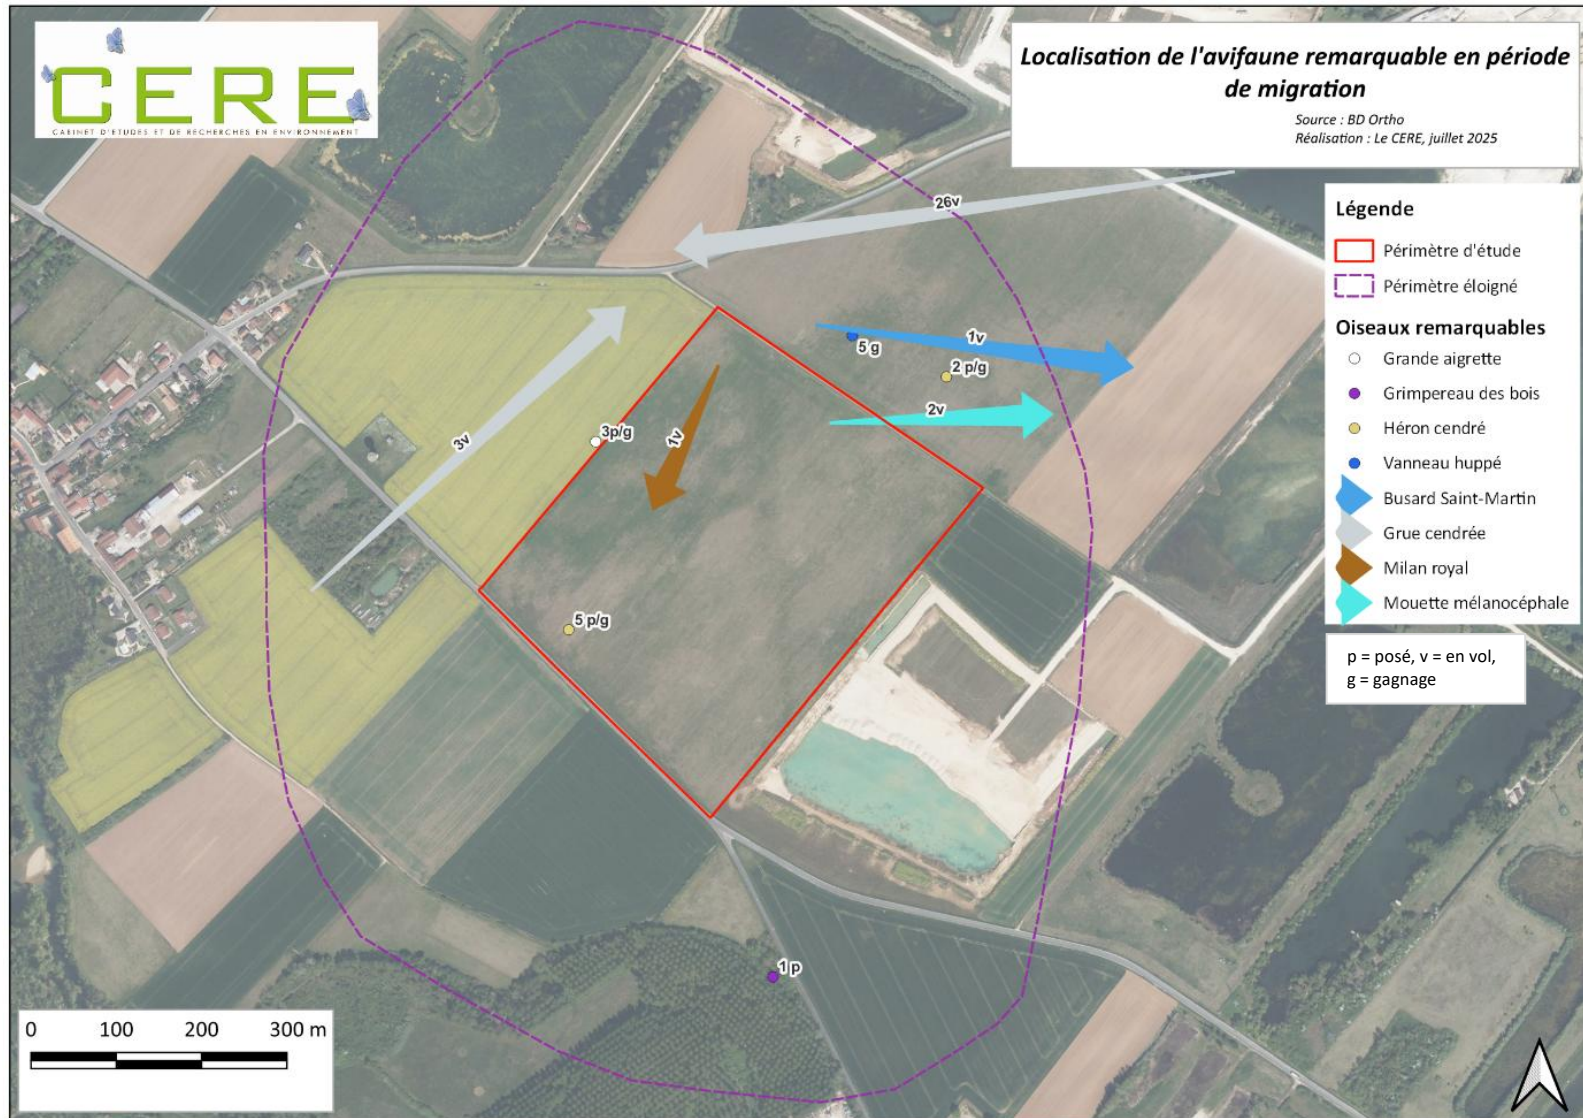 CERE
CABINET D'ETUDES ET DE RECHERCHES EN ENVIRONNEMENT
Localisation de l'avifaune remarquable en période
de migration
Source : BD Ortho
Réalisation : Le CERE, juillet 2025
Légende
Périmètre d'étude
Périmètre éloigné
Oiseaux remarquables
Grande aigrette
Grimpereau des bois
Héron cendré
Vanneau huppé
Busard Saint-Martin
Grue cendrée
Milan royal
Mouette mélanocéphale
p = posé, v = en vol,
g = gagnage
26v
1v
5 g
2 p/g
2v
3v
3p/g
1v
5 p/g
1 p
0 100 200 300 m